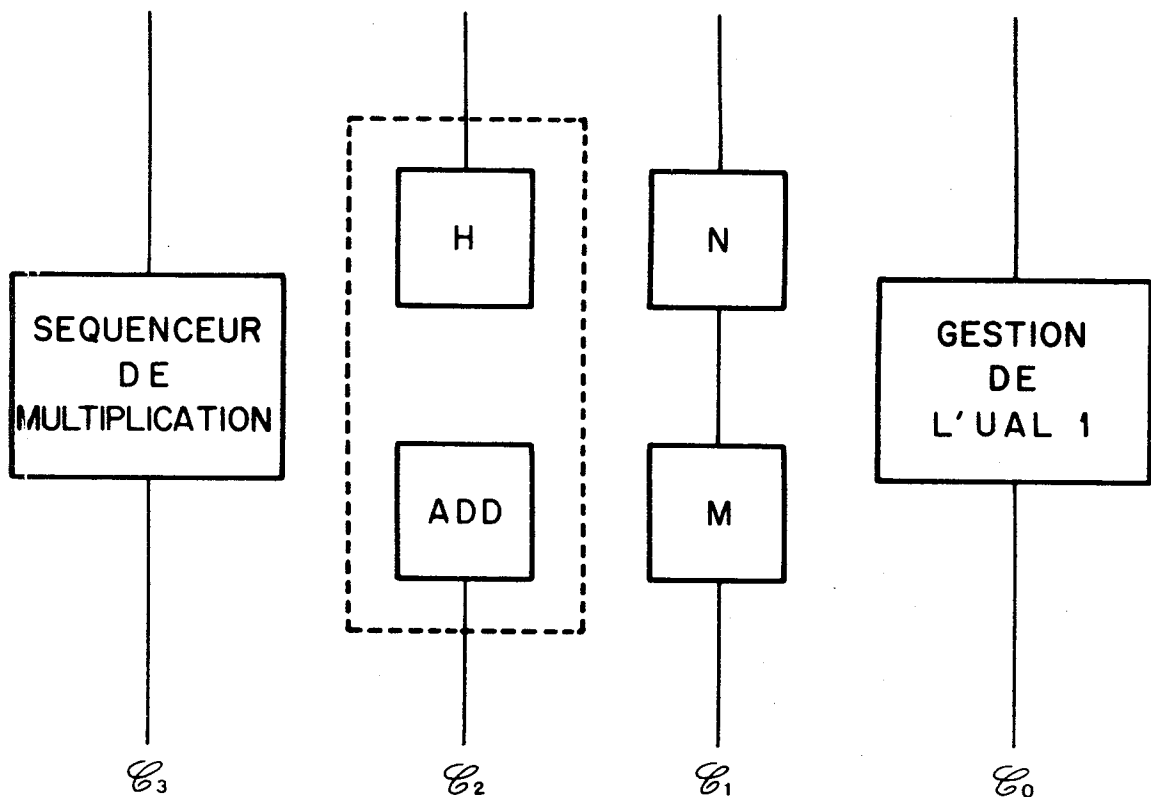 SEQUENCEUR
DE
MULTIPLICATION
H
ADD
N
M
GESTION
DE
L'UAL 1
𝒞₃
𝒞₂
𝒞₁
𝒞₀